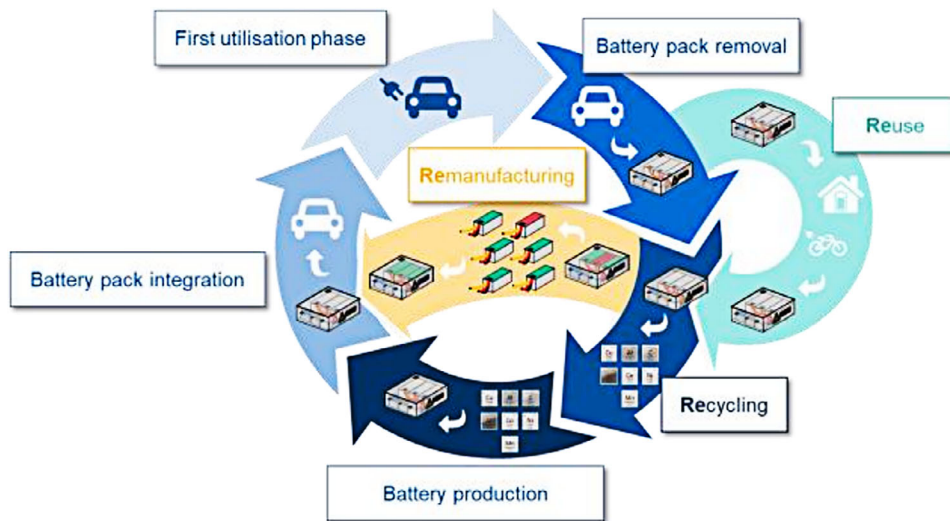 First utilisation phase
Battery pack removal
Reuse
Remanufacturing
Battery pack integration
Recycling
Battery production